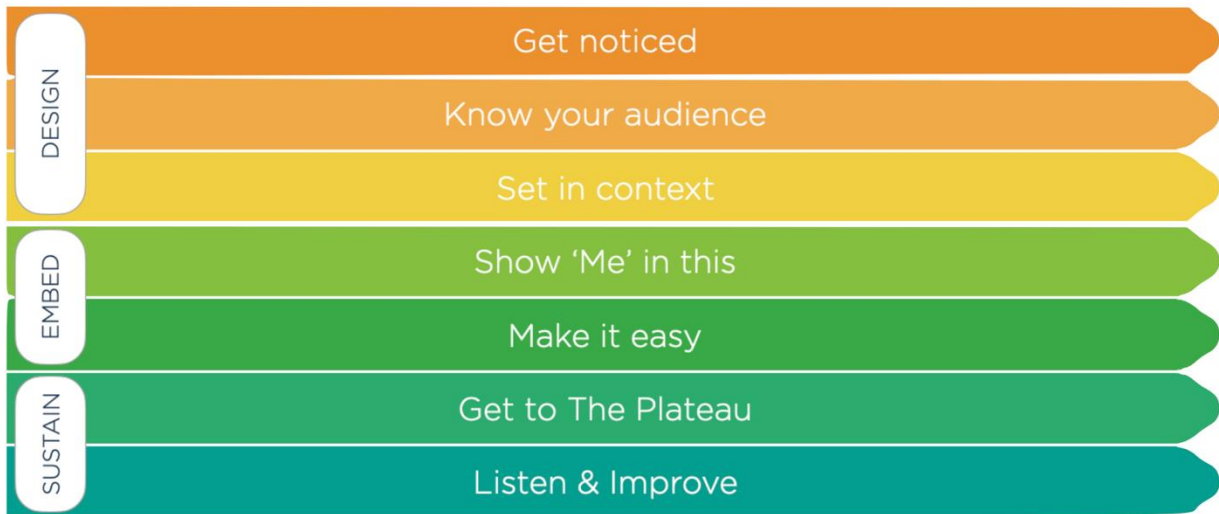 DESIGN
Get noticed
Know your audience
Set in context
EMBED
Show ‘Me’ in this
Make it easy
SUSTAIN
Get to The Plateau
Listen & Improve